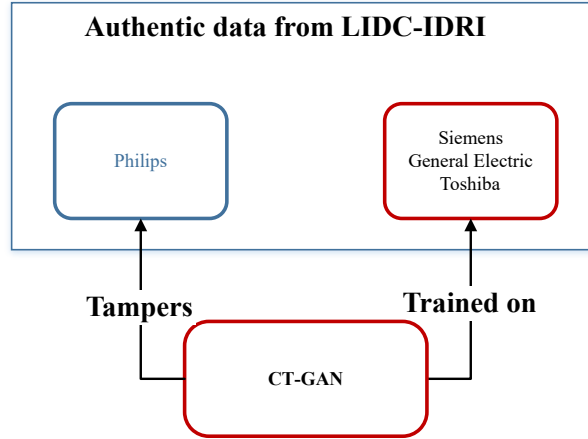 Authentic data from LIDC-IDRI
Philips
Siemens
General Electric
Toshiba
Tampers
Trained on
CT-GAN